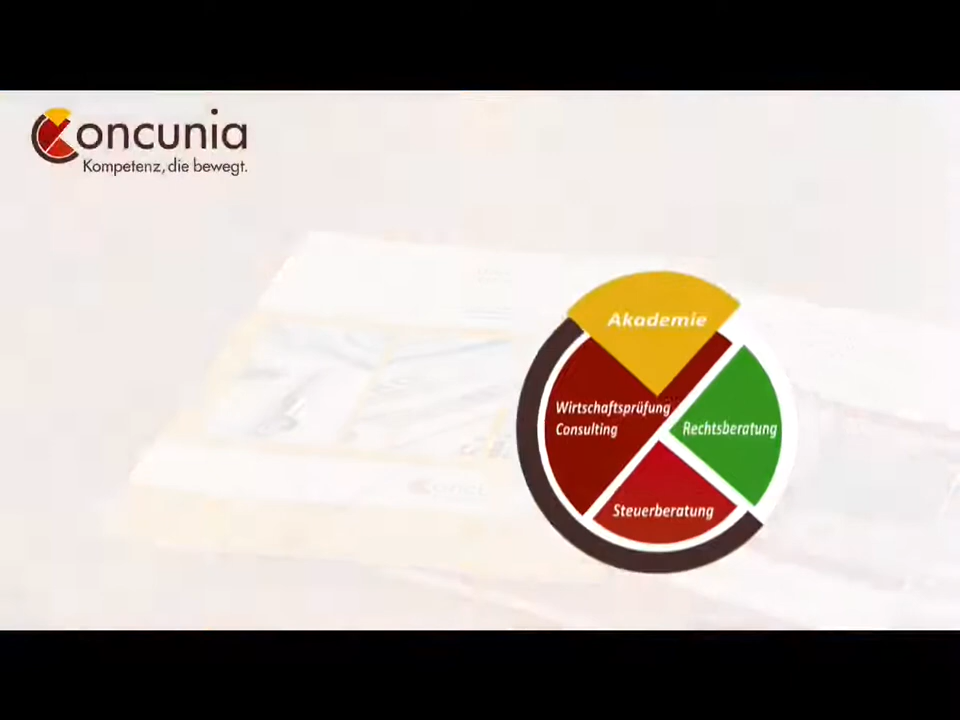 Concunia
Kompetenz, die bewegt.
Akademie
Wirtschaftsprüfung
Consulting
Rechtsberatung
Steuerberatung